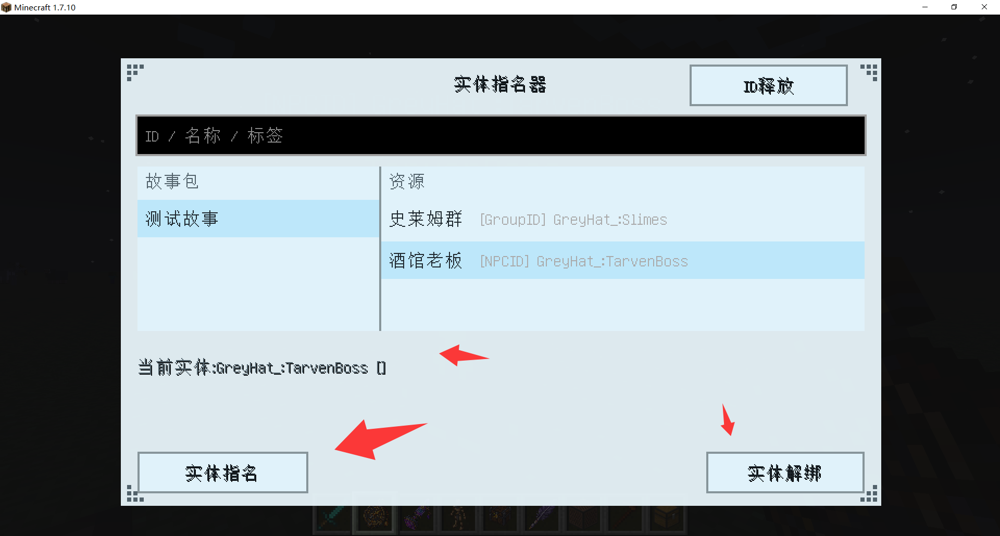 Minecraft 1.7.10
实体指名器
ID释放
ID / 名称 / 标签
故事包
资源
测试故事
史莱姆群 [GroupID] GreyHat_:Slimes
酒馆老板 [NPCID] GreyHat_:TarvenBoss
当前实体:GreyHat_:TarvenBoss []
实体指名
实体解绑